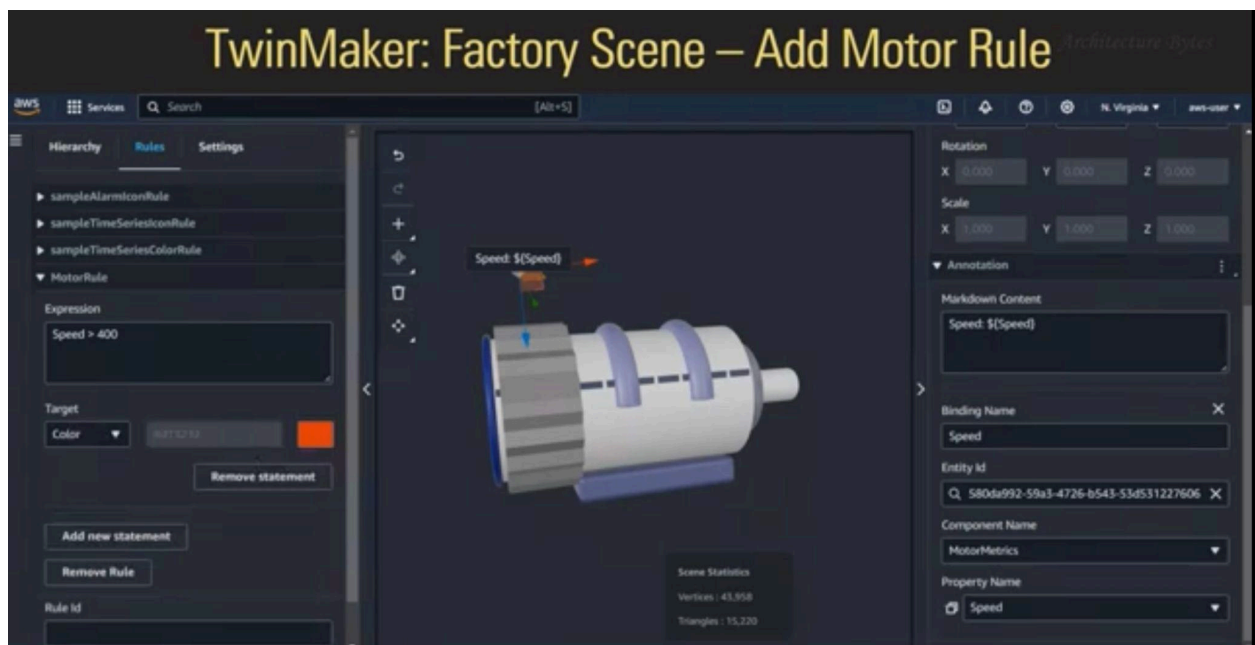 TwinMaker: Factory Scene – Add Motor Rule
Architecture-Bytes
aws
Services
Search
[Alt+S]
N. Virginia
aws-user
Hierarchy
Rules
Settings
sampleAlarmIconRule
sampleTimeSeriesIconRule
sampleTimeSeriesColorRule
MotorRule
Expression
Speed > 400
Target
Color
Remove statement
Add new statement
Remove Rule
Rule Id
Speed: ${Speed}
Scene Statistics
Vertices : 43,958
Triangles : 15,220
Rotation
X 0.000 Y 0.000 Z 0.000
Scale
X 1.000 Y 1.000 Z 1.000
Annotation
Markdown Content
Speed: ${Speed}
Binding Name
Speed
Entity Id
580da992-59a3-4726-b543-53d531227606
Component Name
MotorMetrics
Property Name
Speed